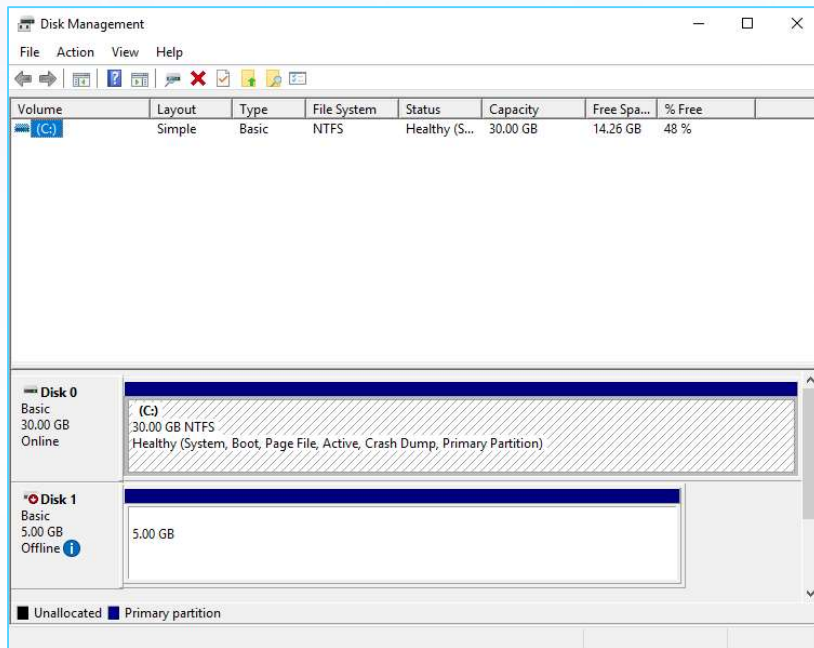 Disk Management
File Action View Help
Volume Layout Type File System Status Capacity Free Spa... % Free
(C:) Simple Basic NTFS Healthy (S... 30.00 GB 14.26 GB 48 %
Disk 0
Basic
30.00 GB
Online
(C:)
30.00 GB NTFS
Healthy (System, Boot, Page File, Active, Crash Dump, Primary Partition)
Disk 1
Basic
5.00 GB
Offline
5.00 GB
Unallocated Primary partition